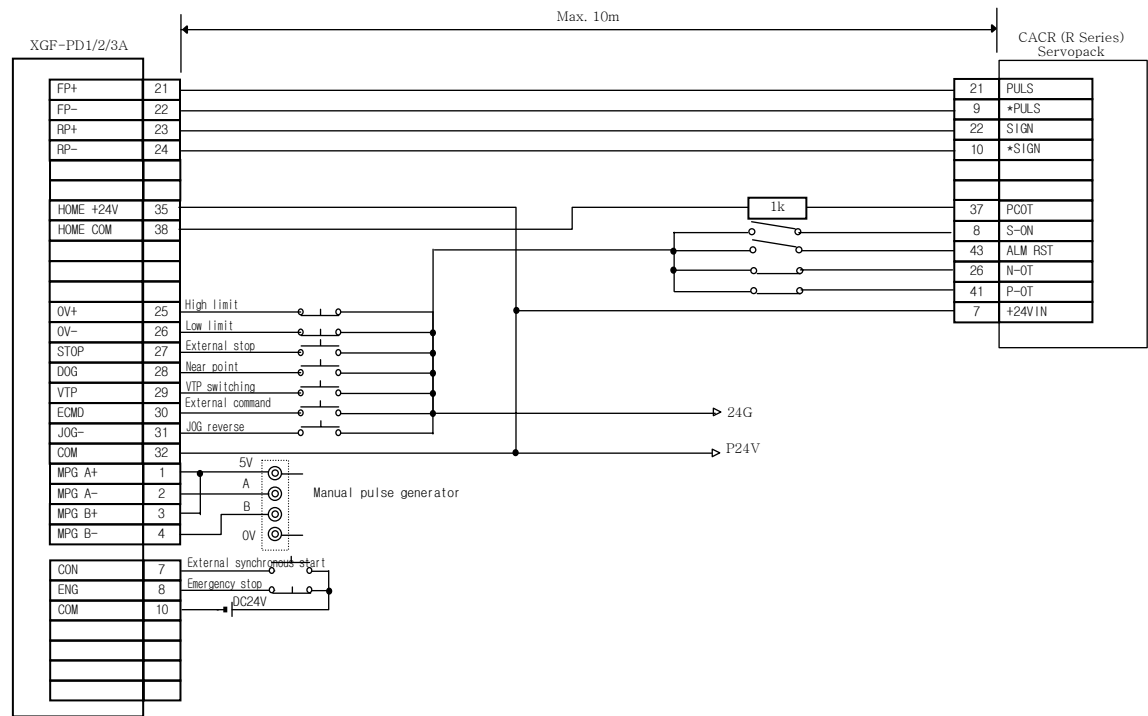 Max. 10m
XGF-PD1/2/3A
CACR (R Series)
Servopack
FP+ 21
21 PULS
FP- 22
9 *PULS
RP+ 23
22 SIGN
RP- 24
10 *SIGN
HOME +24V 35
1k
37 PCOT
HOME COM 38
8 S-ON
43 ALM RST
26 N-OT
41 P-OT
7 +24VIN
OV+ 25 High limit
OV- 26 Low limit
STOP 27 External stop
DOG 28 Near point
VTP 29 VTP switching
ECMD 30 External command
24G
JOG- 31 JOG reverse
COM 32
P24V
MPG A+ 1 5V
MPG A- 2 A
Manual pulse generator
MPG B+ 3 B
MPG B- 4 0V
CON 7 External synchronous start
ENG 8 Emergency stop
COM 10 DC24V